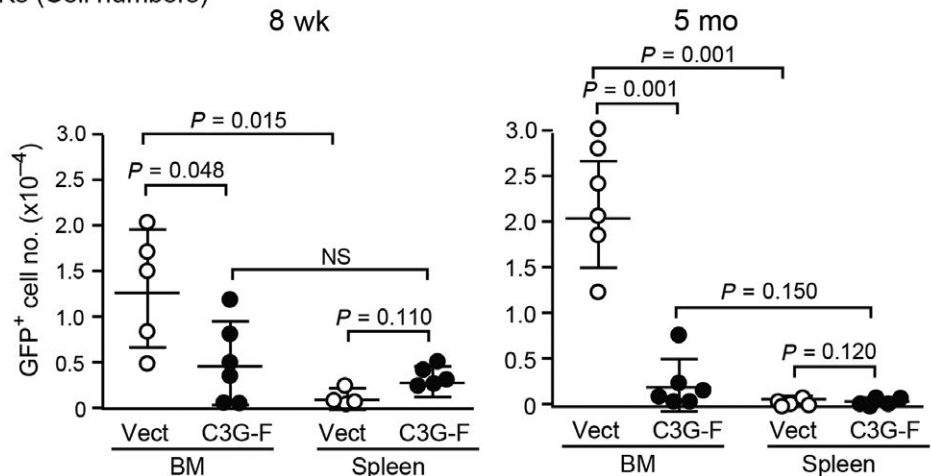 (Cell numbers)
8 wk
5 mo
P = 0.015
P = 0.048
NS
P = 0.110
GFP⁺ cell no. (x10⁻⁴)
3.0
2.5
2.0
1.5
1.0
0.5
0
Vect C3G-F Vect C3G-F
BM Spleen
P = 0.001
P = 0.001
P = 0.150
P = 0.120
3.0
2.5
2.0
1.5
1.0
0.5
0
Vect C3G-F Vect C3G-F
BM Spleen